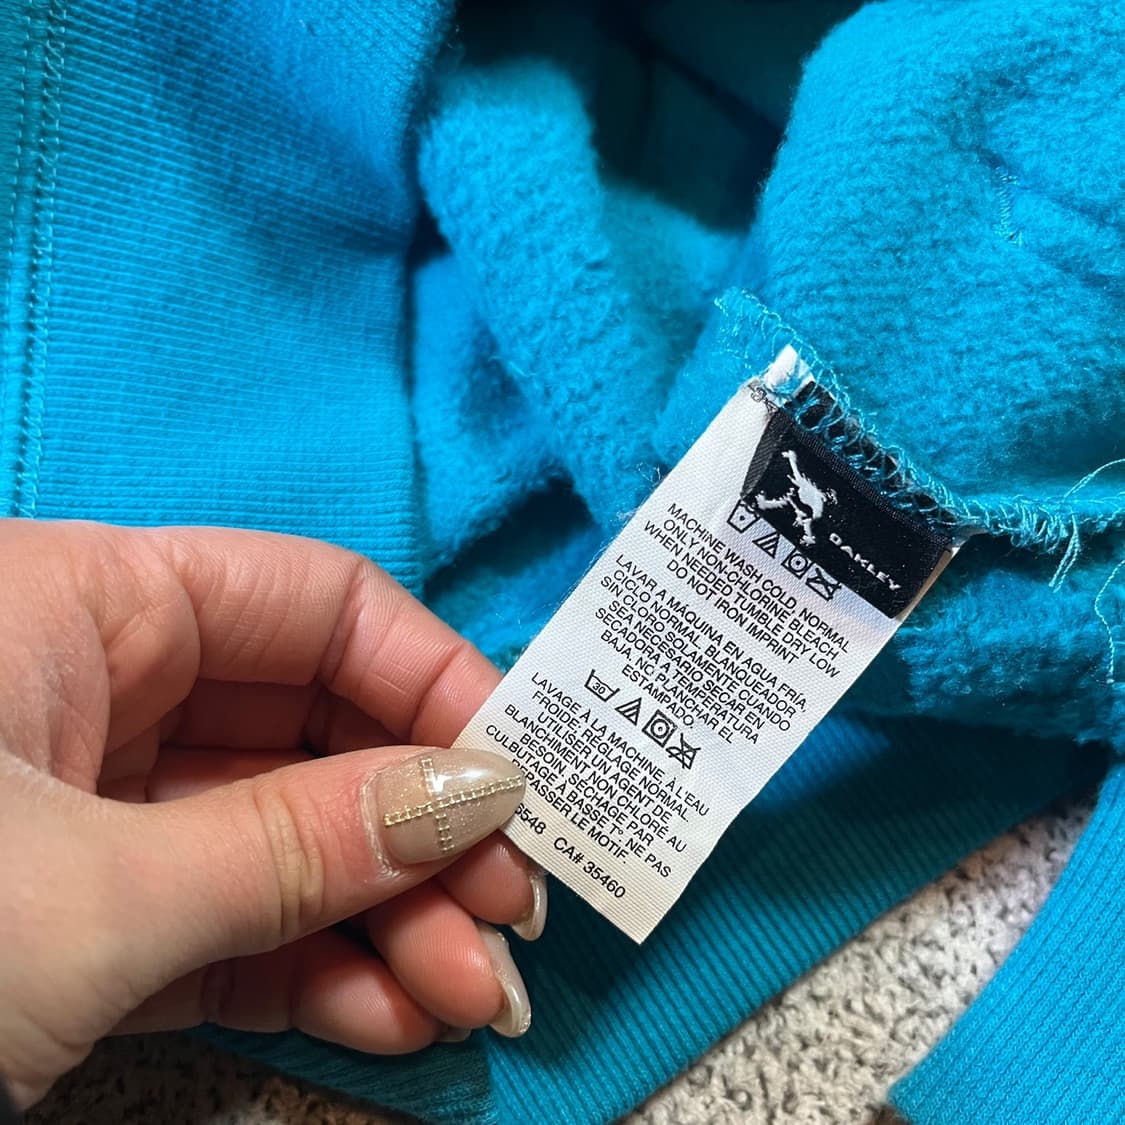 OAKLEY
MACHINE WASH COLD, NORMAL
ONLY NON-CHLORINE BLEACH
WHEN NEEDED TUMBLE DRY LOW
DO NOT IRON IMPRINT
LAVAR A MÁQUINA EN AGUA FRÍA
CICLO NORMAL BLANQUEADOR
SIN CLORO SOLAMENTE CUANDO
SEA NECESARIO SECAR EN
SECADORA A TEMPERATURA
BAJA, NO PLANCHAR EL
ESTAMPADO
30
LAVAGE À LA MACHINE À L'EAU
FROIDE; RÉGLAGE NORMAL
UTILISER UN AGENT DE
BLANCHIMENT NON CHLORÉ AU
BESOIN, SÉCHAGE PAR
CULBUTAGE À BASSE T° NE PAS
REPASSER LE MOTIF.
6548 CA# 35460